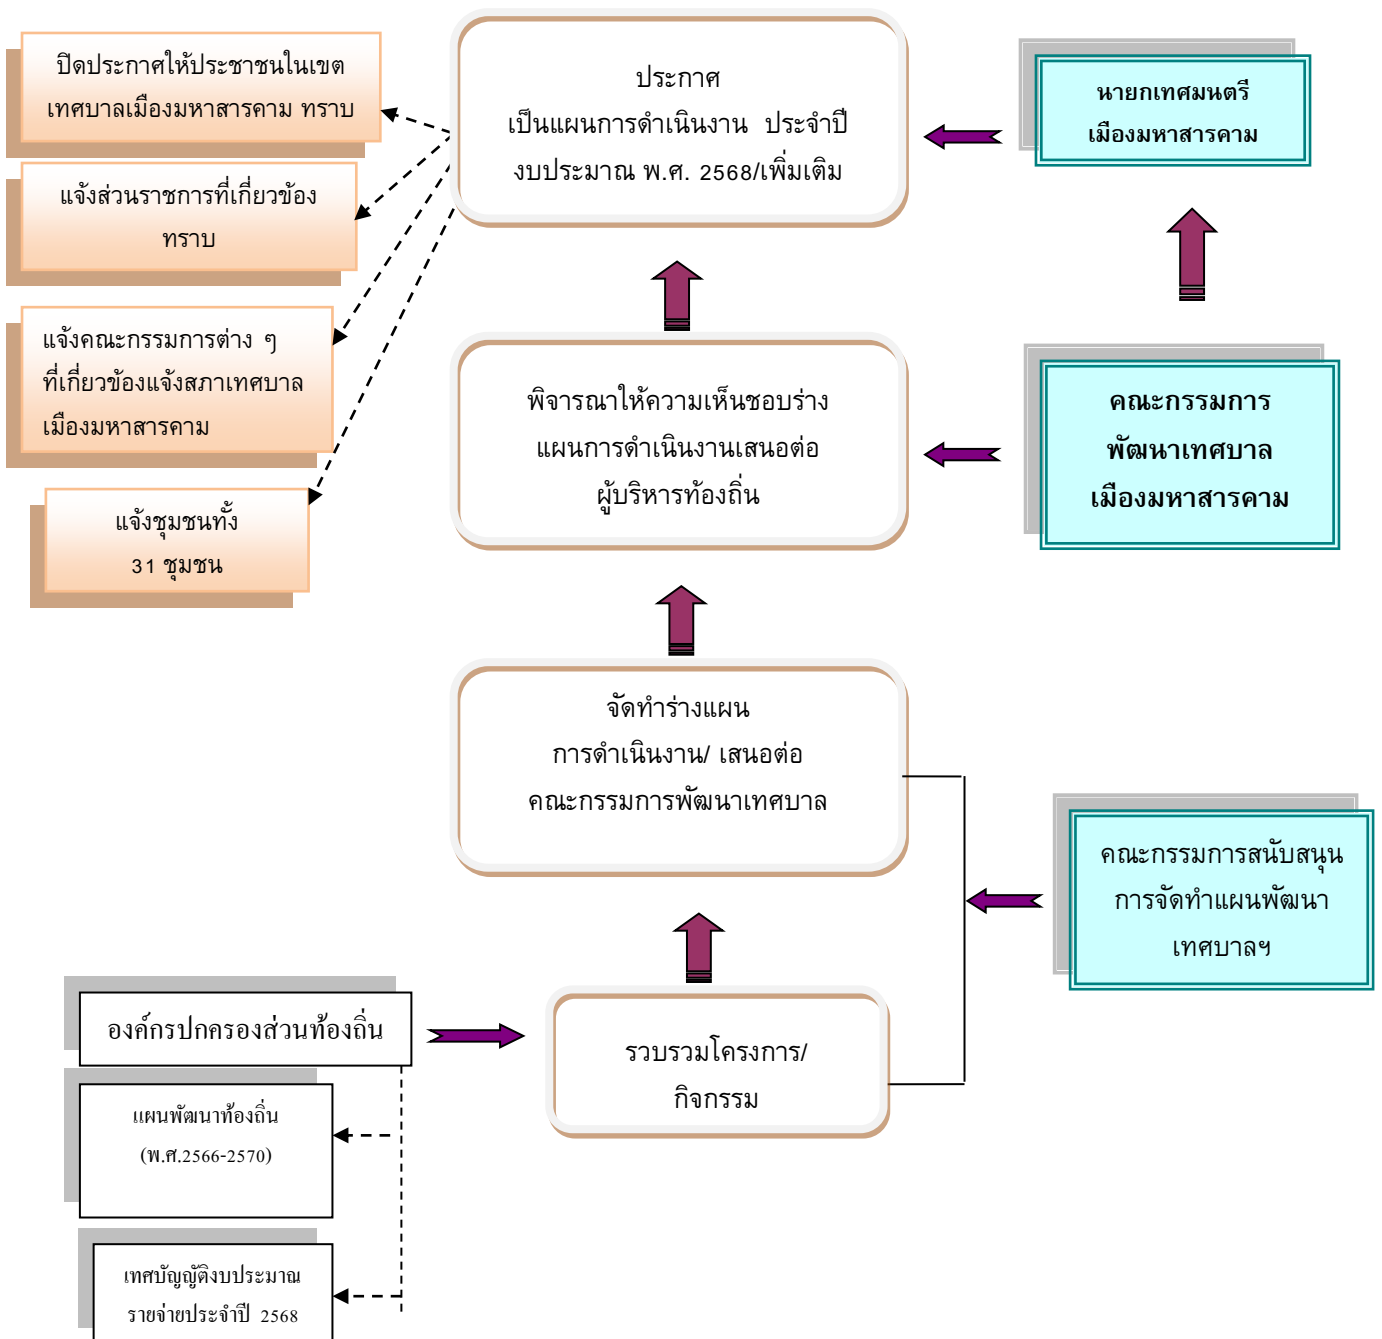 ปิดประกาศให้ประชาชนในเขต
เทศบาลเมืองมหาสารคาม ทราบ
แจ้งส่วนราชการที่เกี่ยวข้อง
ทราบ
แจ้งคณะกรรมการต่าง ๆ
ที่เกี่ยวข้องแจ้งสภาเทศบาล
เมืองมหาสารคาม
แจ้งชุมชนทั้ง
31 ชุมชน
ประกาศ
เป็นแผนการดำเนินงาน ประจำปี
งบประมาณ พ.ศ. 2568/เพิ่มเติม
นายกเทศมนตรี
เมืองมหาสารคาม
พิจารณาให้ความเห็นชอบร่าง
แผนการดำเนินงานเสนอต่อ
ผู้บริหารท้องถิ่น
คณะกรรมการ
พัฒนาเทศบาล
เมืองมหาสารคาม
จัดทำร่างแผน
การดำเนินงาน/ เสนอต่อ
คณะกรรมการพัฒนาเทศบาล
คณะกรรมการสนับสนุน
การจัดทำแผนพัฒนา
เทศบาลฯ
องค์กรปกครองส่วนท้องถิ่น
รวบรวมโครงการ/
กิจกรรม
แผนพัฒนาท้องถิ่น
(พ.ศ.2566-2570)
เทศบัญญัติงบประมาณ
รายจ่ายประจำปี 2568